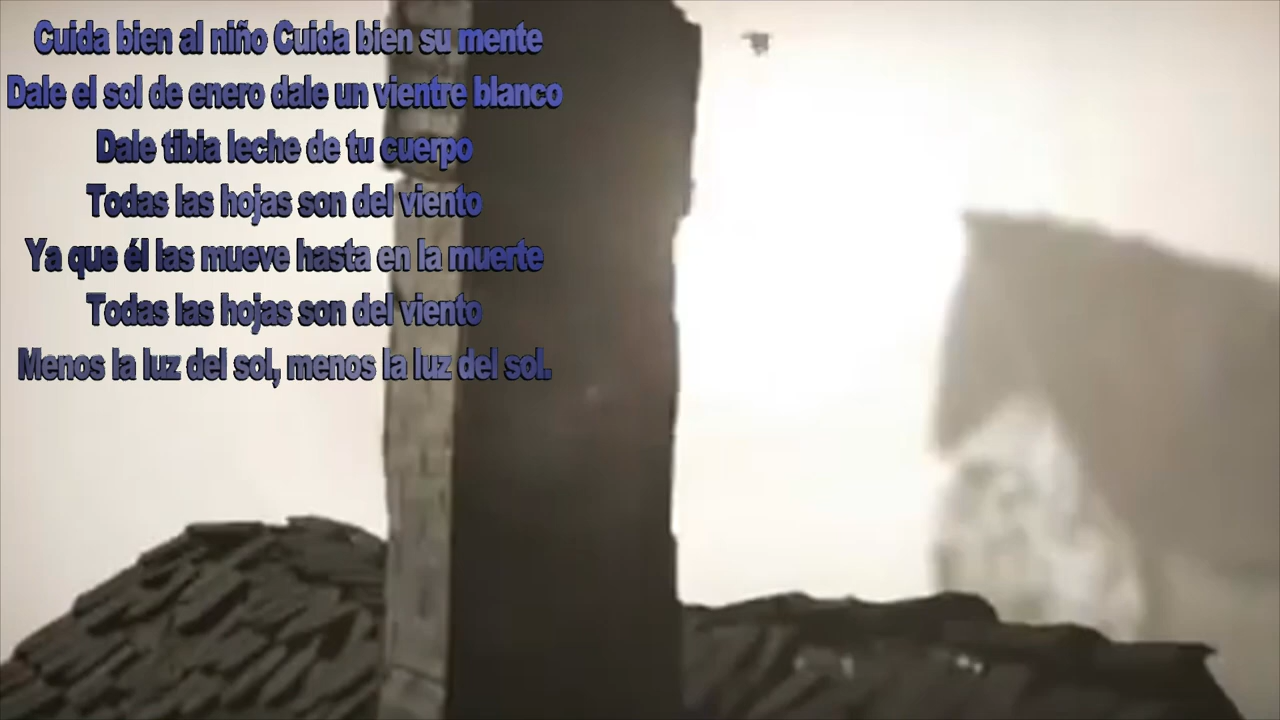 Cuida bien al niño Cuida bien su mente
Dale el sol de enero dale un vientre blanco
Dale tibia leche de tu cuerpo
Todas las hojas son del viento
Ya que él las mueve hasta en la muerte
Todas las hojas son del viento
Menos la luz del sol, menos la luz del sol.